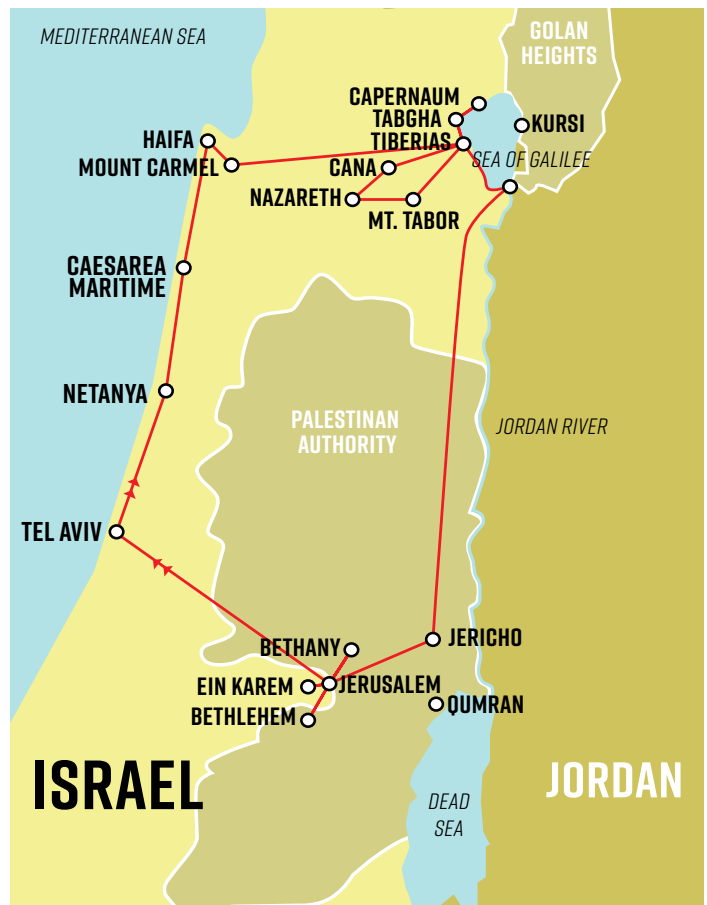 MEDITERRANEAN SEA
GOLAN
HEIGHTS
CAPERNAUM
TABGHA
KURSI
HAIFA
TIBERIAS
MOUNT CARMEL
CANA
SEA OF GALILEE
NAZARETH
MT. TABOR
CAESAREA
MARITIME
NETANYA
PALESTINAN
AUTHORITY
JORDAN RIVER
TEL AVIV
BETHANY
JERICHO
EIN KAREM
JERUSALEM
BETHLEHEM
QUMRAN
ISRAEL
JORDAN
DEAD
SEA